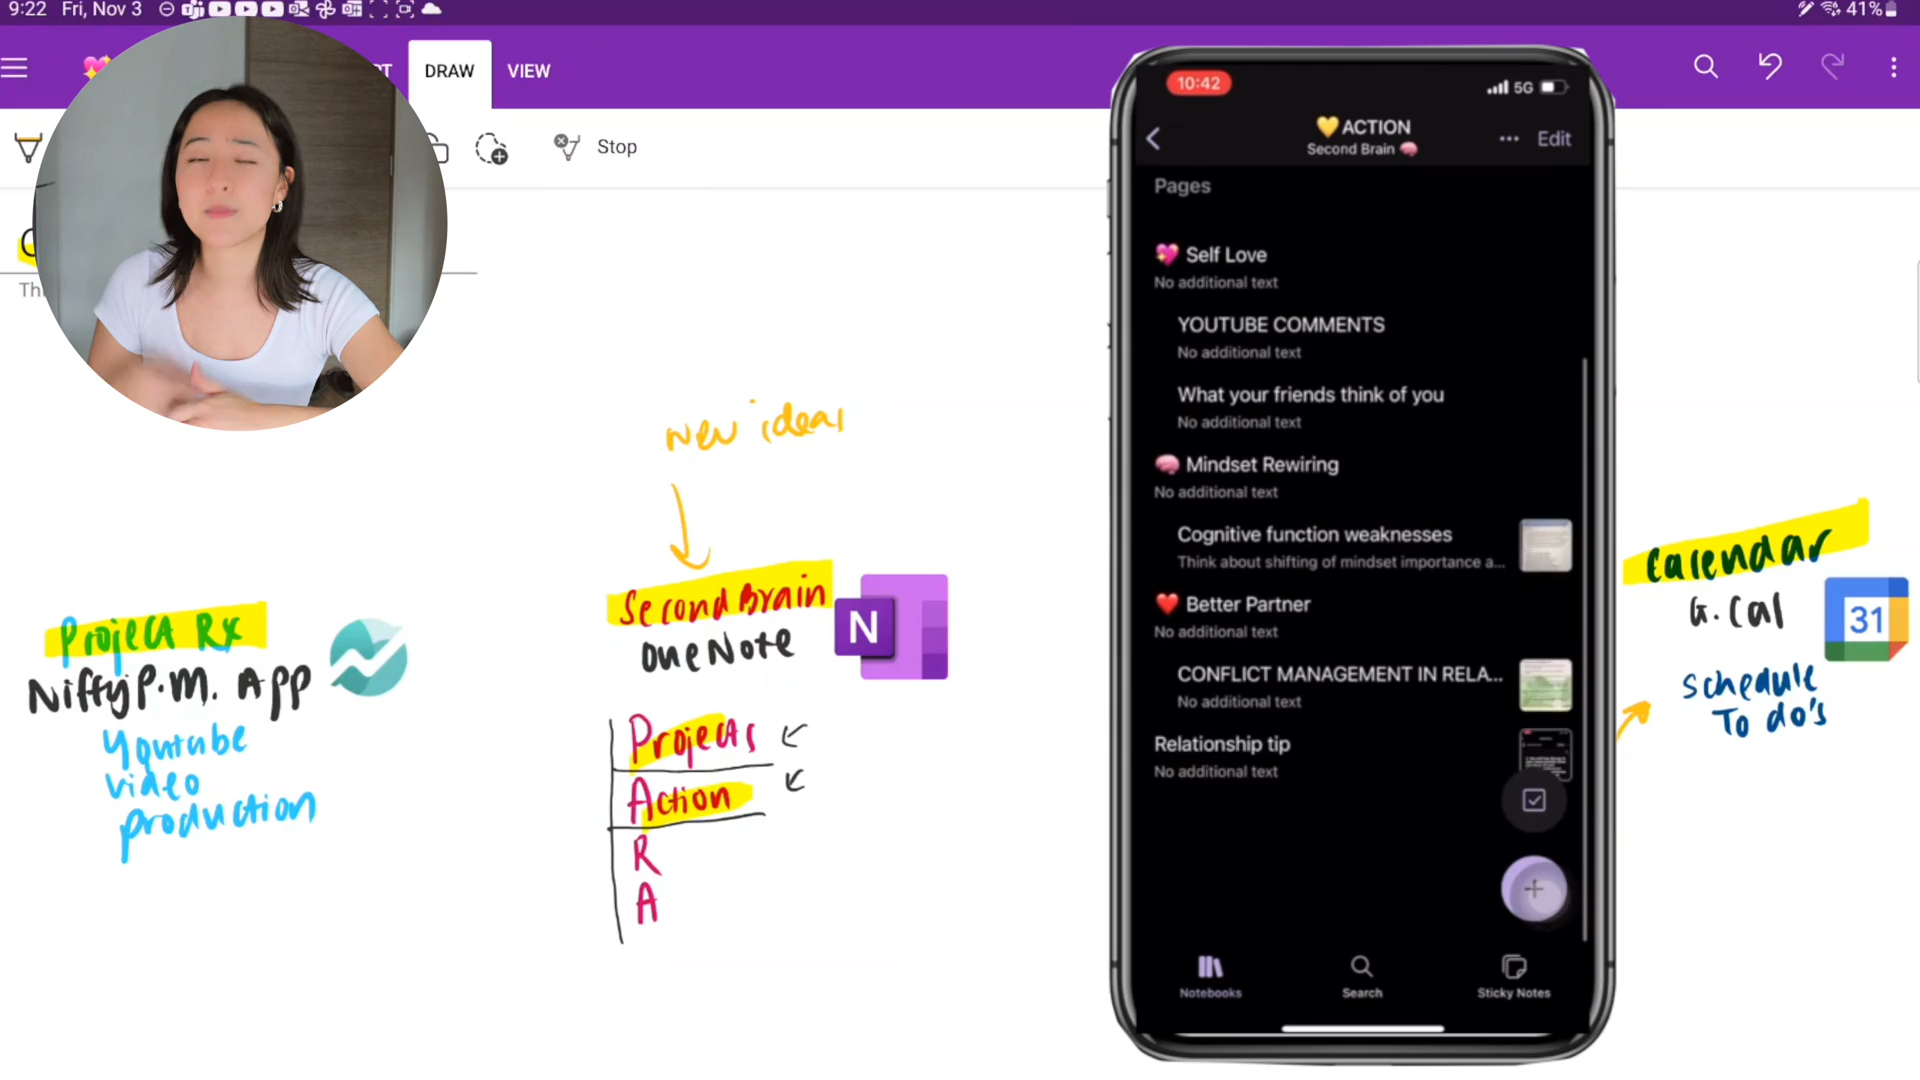 9:22 Fri, Nov 3
41%
DRAW
VIEW
Stop
New ideas
Project Rx
Nifty P.M. App
Youtube
video
production
Second Brain
OneNote
N
Projects
Action
R
A
10:42
5G
💛 ACTION
Second Brain 🧠
Edit
Pages
💖 Self Love
No additional text
YOUTUBE COMMENTS
No additional text
What your friends think of you
No additional text
🧠 Mindset Rewiring
No additional text
Cognitive function weaknesses
Think about shifting of mindset importance a...
❤️ Better Partner
No additional text
CONFLICT MANAGEMENT IN RELA...
No additional text
Relationship tip
No additional text
Notebooks
Search
Sticky Notes
Calendar
G. Cal
31
Schedule
To do's